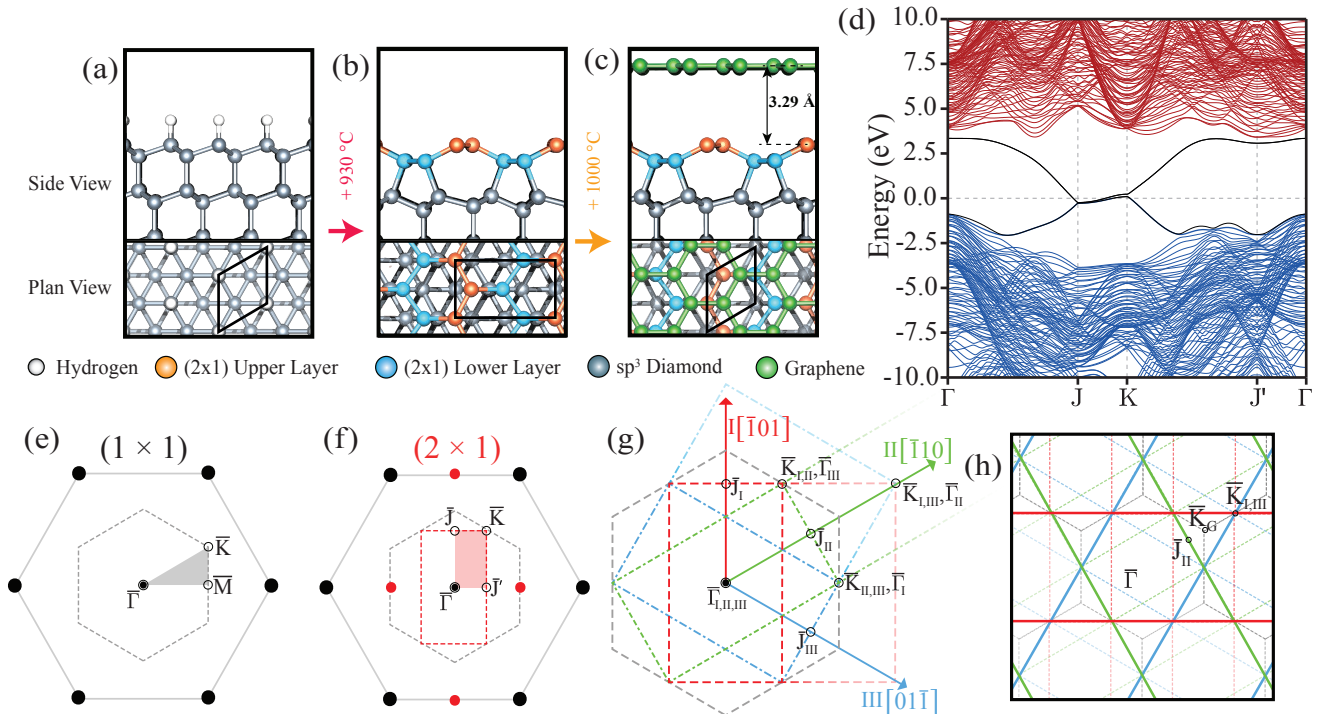 (a)
(b)
(c)
3.29 Å
+ 930 °C
+ 1000 °C
Side View
Plan View
Hydrogen
(2x1) Upper Layer
(2x1) Lower Layer
sp³ Diamond
Graphene
(d)
Energy (eV)
10.0
7.5
5.0
2.5
0.0
-2.5
-5.0
-7.5
-10.0
Γ J K J' Γ
(e) (1 × 1)
K̅
Γ̅ M̅
(f) (2 × 1)
J̅ K̅
Γ̅ J̅'
(g)
I[1̅01]
II[1̅10]
K̅I,II,Γ̅III
J̅I
K̅I,III,Γ̅II
J̅II
K̅II,III,Γ̅I
Γ̅I,II,III
J̅III
III[011̅]
(h)
K̅I,III
K̅G
J̅II
Γ̅